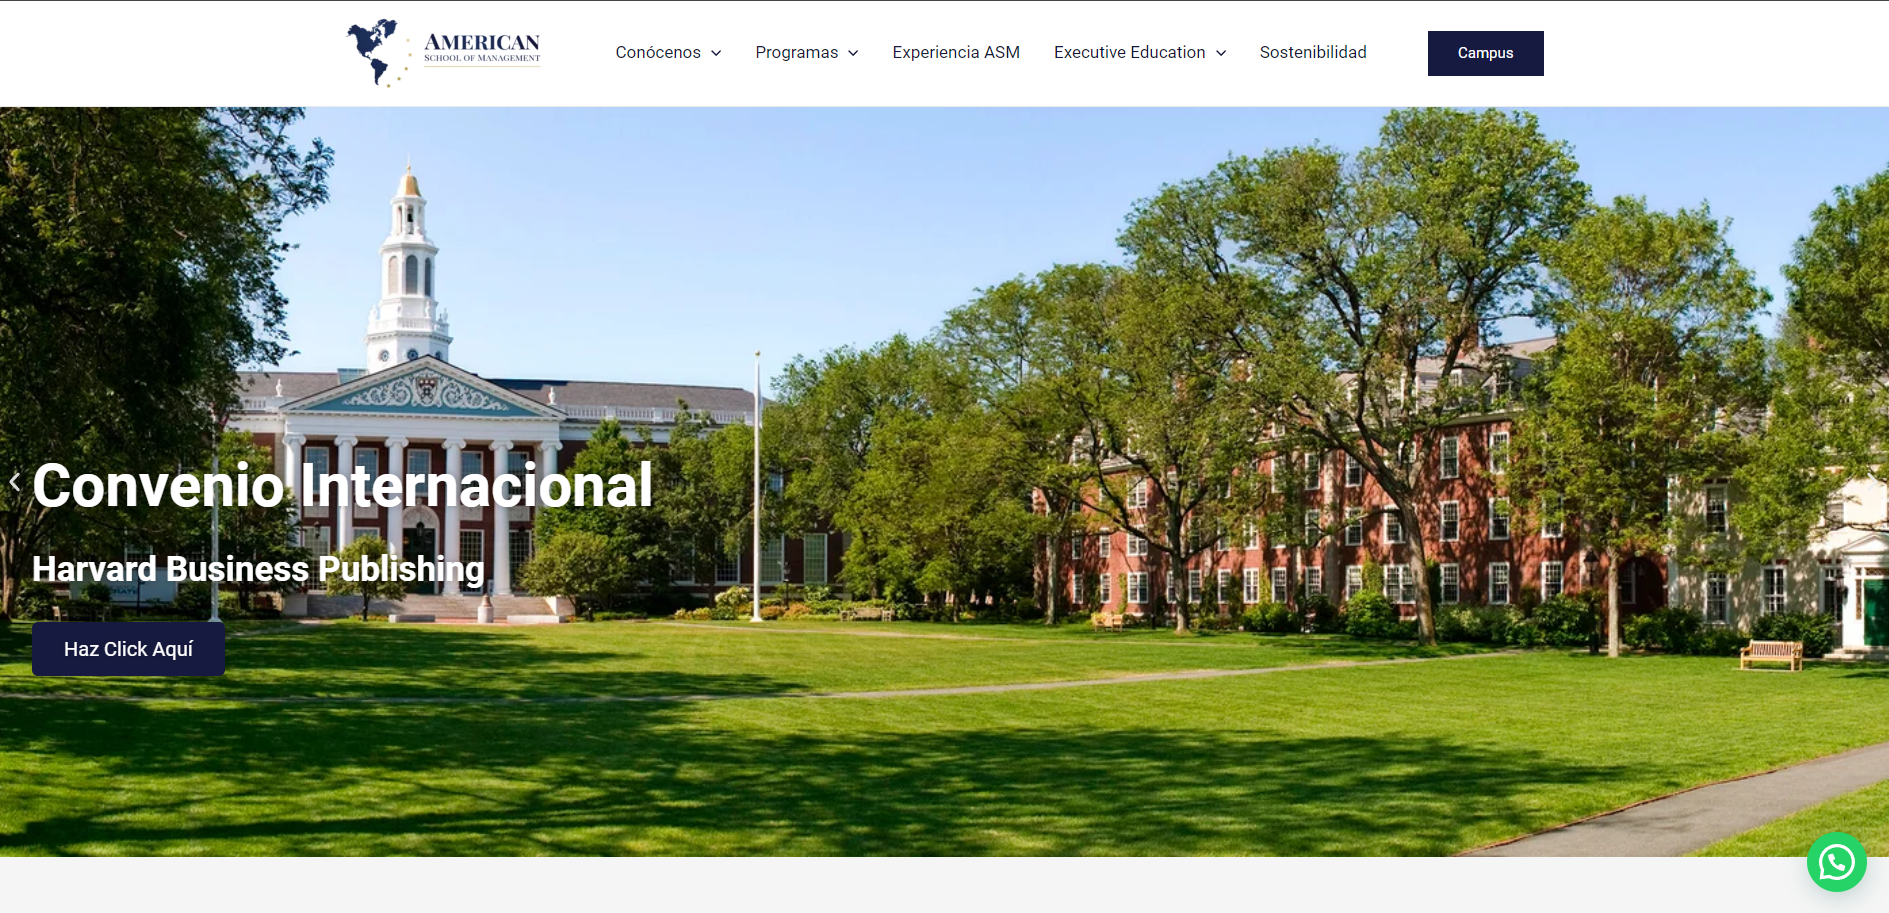 AMERICAN
SCHOOL OF MANAGEMENT
Conócenos
Programas
Experiencia ASM
Executive Education
Sostenibilidad
Campus
Convenio Internacional
Harvard Business Publishing
Haz Click Aquí